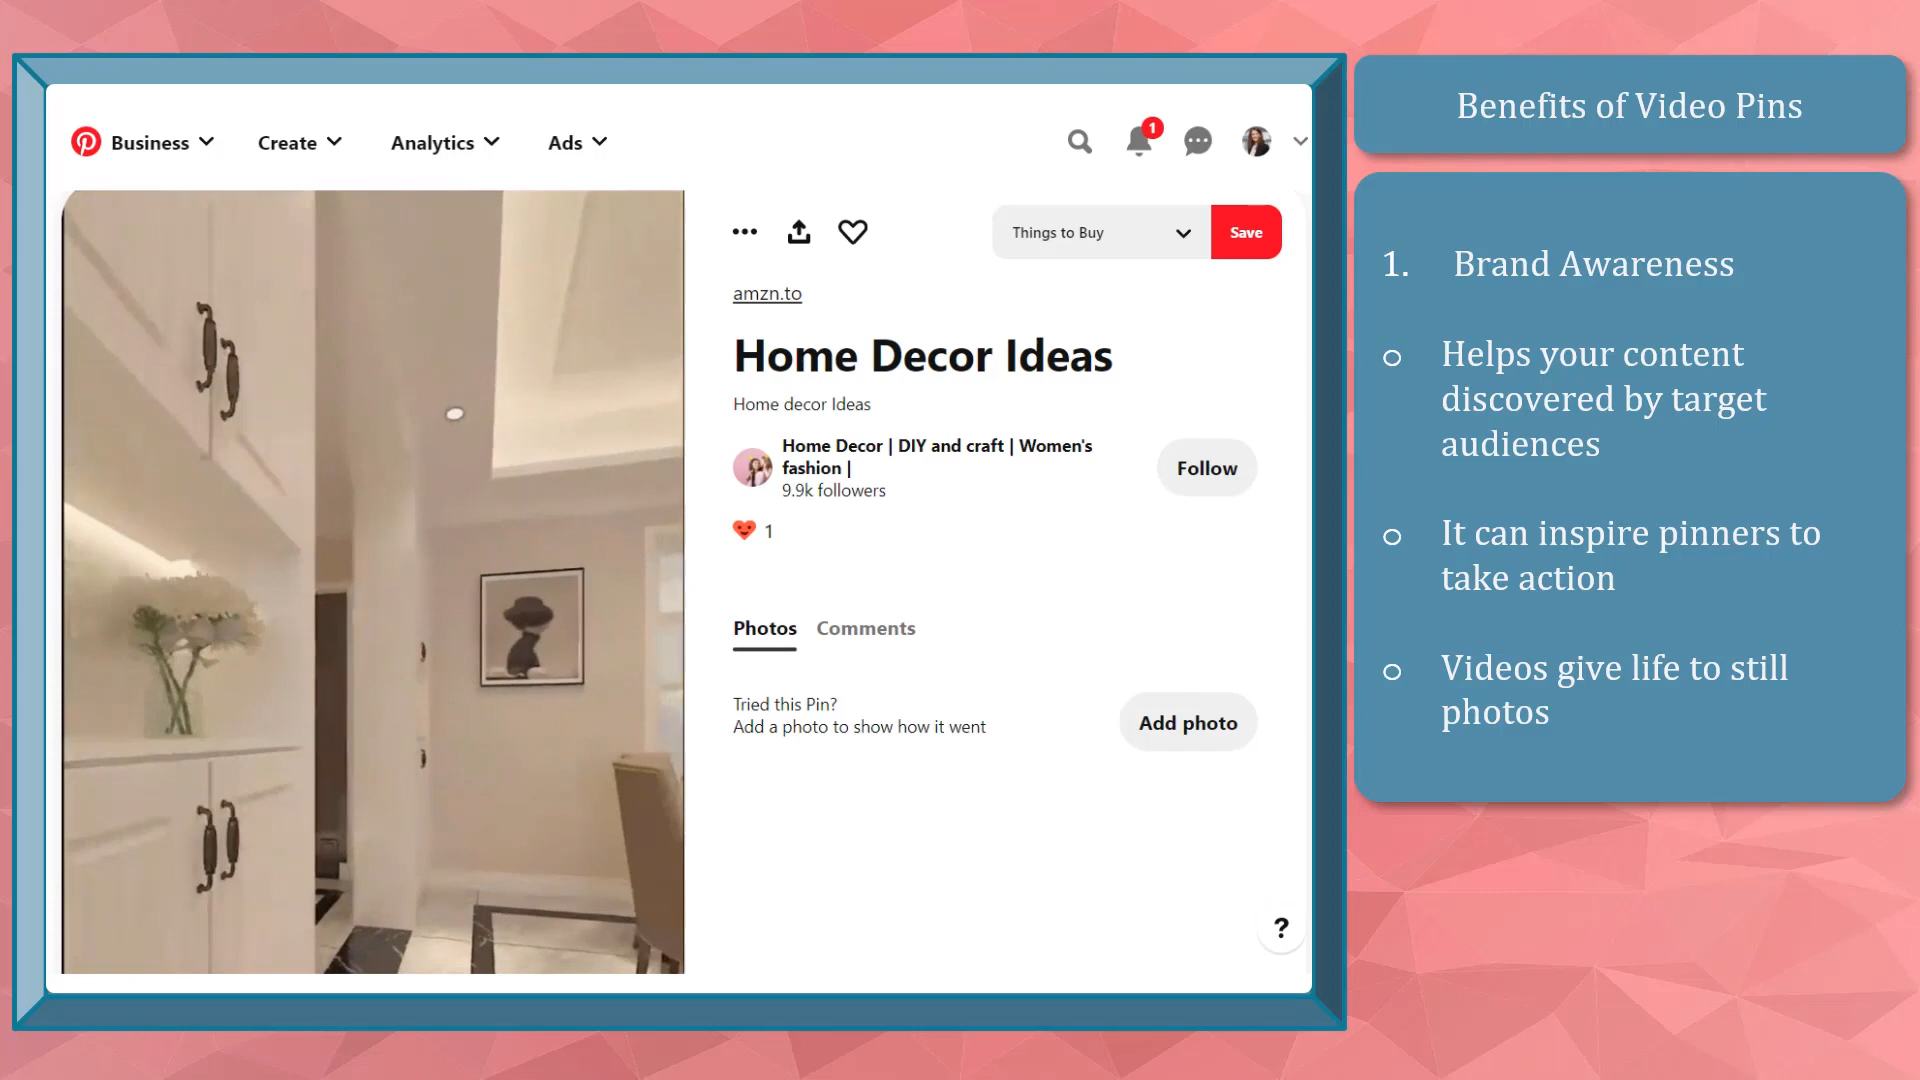 Business
Create
Analytics
Ads
1
Things to Buy
Save
amzn.to
Home Decor Ideas
Home decor Ideas
Home Decor | DIY and craft | Women's
fashion |
9.9k followers
Follow
1
Photos
Comments
Tried this Pin?
Add a photo to show how it went
Add photo
?
Benefits of Video Pins
1. Brand Awareness
o Helps your content
discovered by target
audiences
o It can inspire pinners to
take action
o Videos give life to still
photos